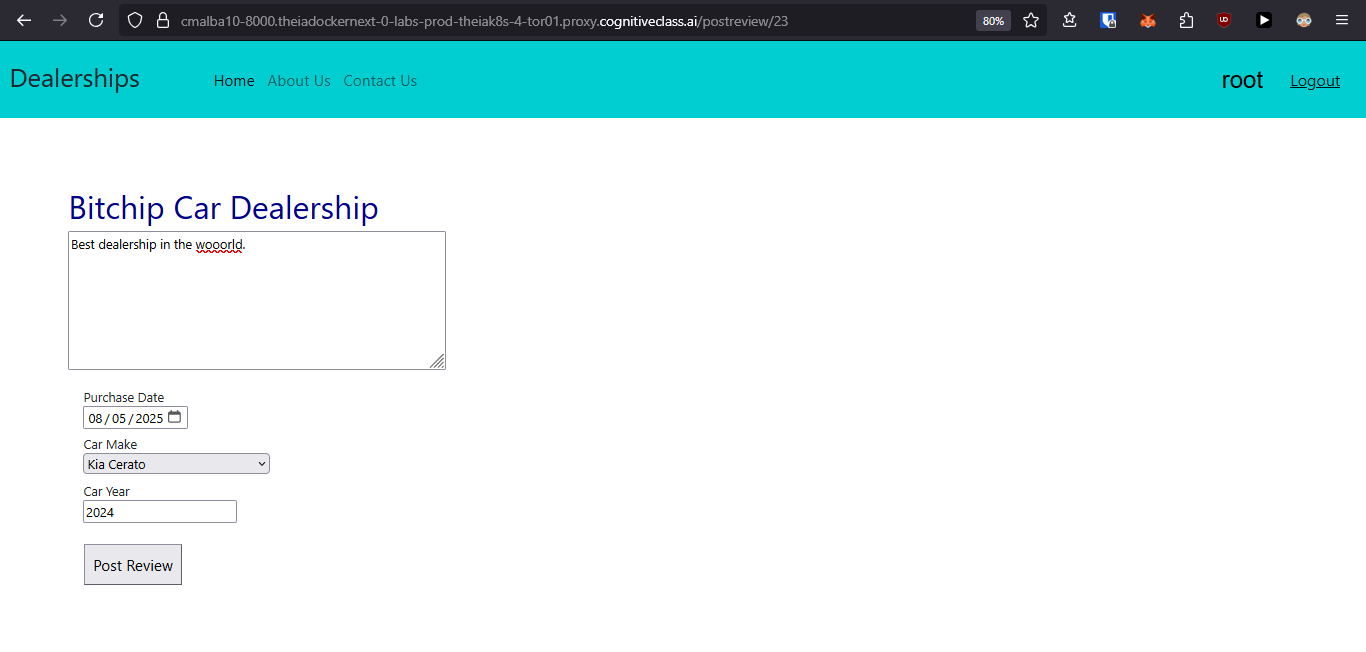 cmalba10-8000.theiadockernext-0-labs-prod-theiak8s-4-tor01.proxy.cognitiveclass.ai/postreview/23 80%
Dealerships Home About Us Contact Us root Logout
Bitchip Car Dealership
Best dealership in the wooorld.
Purchase Date
08/05/2025
Car Make
Kia Cerato
Car Year
2024
Post Review